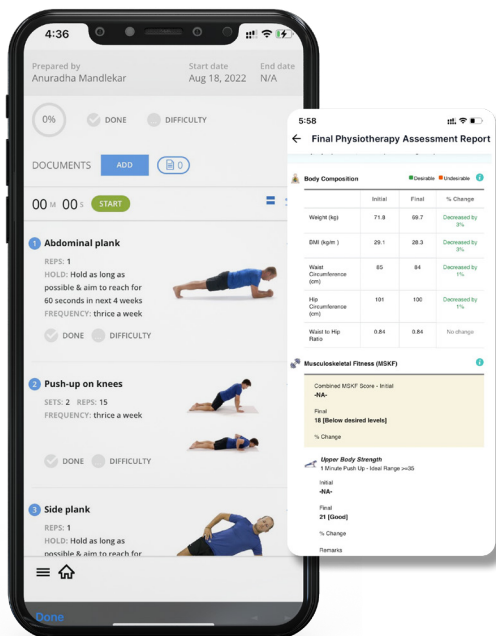 4:36
Prepared by
Anuradha Mandlekar
Start date
Aug 18, 2022
End date
N/A
0%
DONE
DIFFICULTY
DOCUMENTS
ADD
0
00 M 00 S
START
1 Abdominal plank
REPS: 1
HOLD: Hold as long as
possible & aim to reach for
60 seconds in next 4 weeks
FREQUENCY: thrice a week
DONE
DIFFICULTY
2 Push-up on knees
SETS: 2 REPS: 15
FREQUENCY: thrice a week
DONE
DIFFICULTY
3 Side plank
REPS: 1
HOLD: Hold as long as
possible & aim to reach for
Done
5:58
Final Physiotherapy Assessment Report
Body Composition
Desirable
Undesirable
Initial Final % Change
Weight (kg) 71.8 69.7 Decreased by
3%
BMI (kg/m ) 29.1 28.3 Decreased by
3%
Waist
Circumference
(cm)
85 84 Decreased by
1%
Hip
Circumference
(cm)
101 100 Decreased by
1%
Waist to Hip
Ratio
0.84 0.84 No change
Musculoskeletal Fitness (MSKF)
Combined MSKF Score - Initial
-NA-
Final
18 [Below desired levels]
% Change
Upper Body Strength
1 Minute Push Up - Ideal Range >=35
Initial
-NA-
Final
21 [Good]
% Change
Remarks